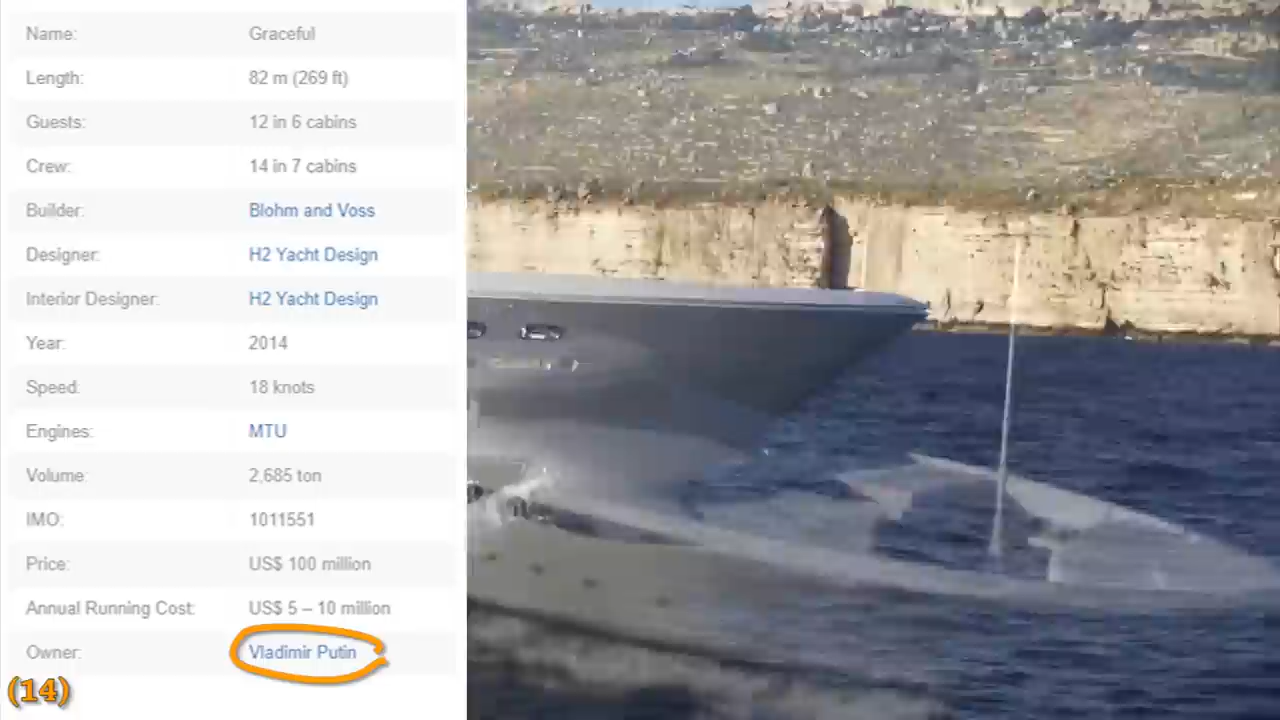 Name: Graceful
Length: 82 m (269 ft)
Guests: 12 in 6 cabins
Crew: 14 in 7 cabins
Builder: Blohm and Voss
Designer: H2 Yacht Design
Interior Designer: H2 Yacht Design
Year: 2014
Speed: 18 knots
Engines: MTU
Volume: 2,685 ton
IMO: 1011551
Price: US$ 100 million
Annual Running Cost: US$ 5 – 10 million
Owner: Vladimir Putin
(14)